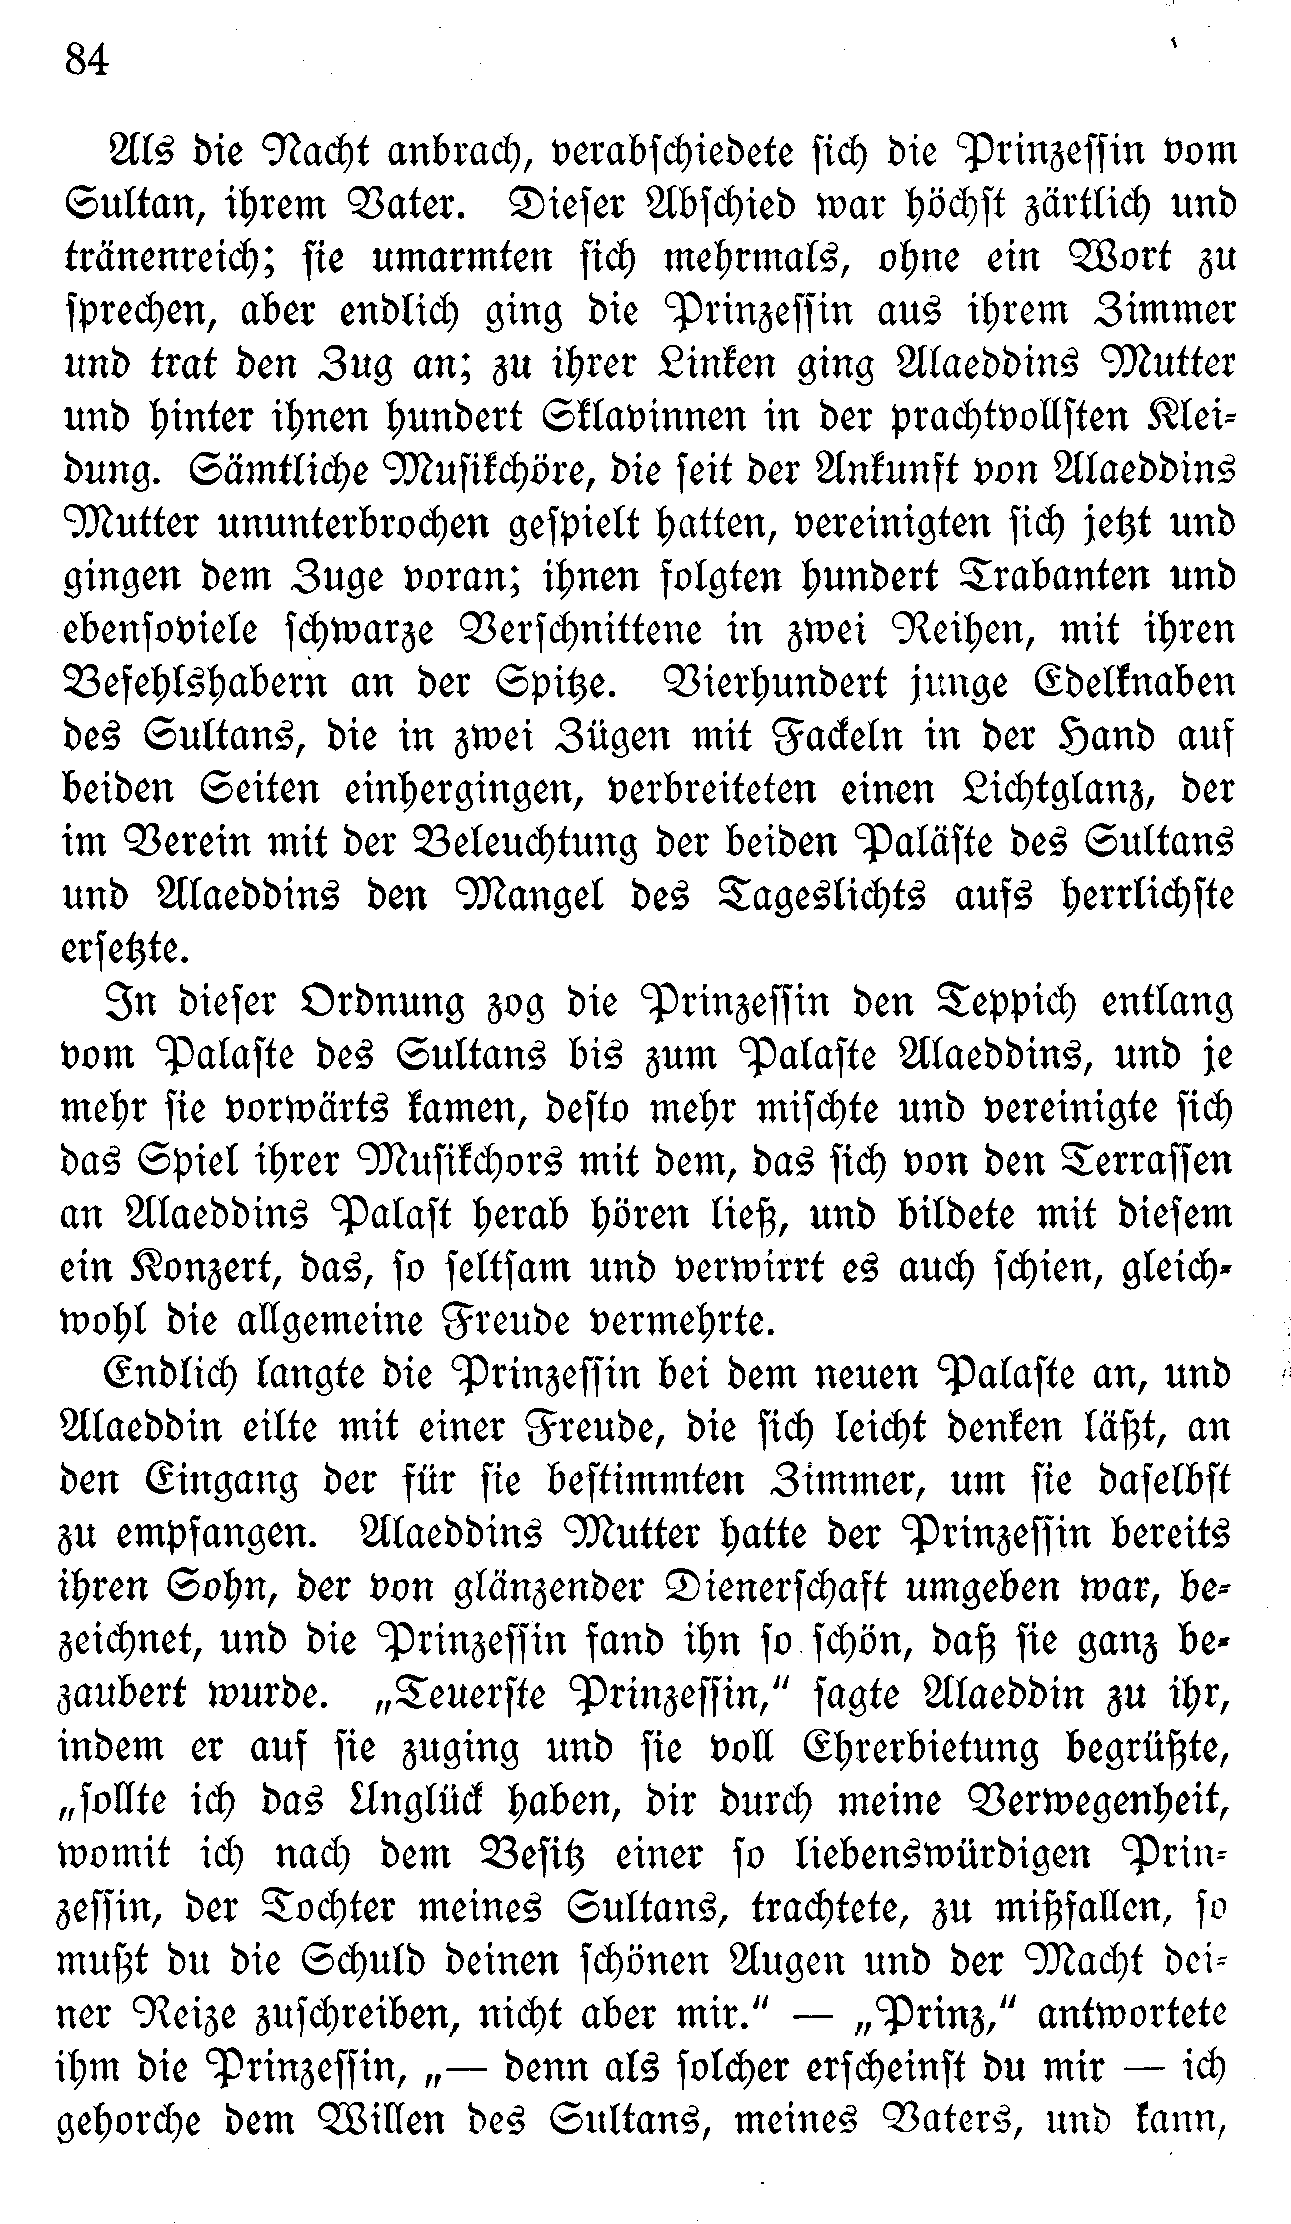 84
Als die Nacht anbrach, verabschiedete sich die Prinzessin vom
Sultan, ihrem Vater. Dieser Abschied war höchst zärtlich und
tränenreich; sie umarmten sich mehrmals, ohne ein Wort zu
sprechen, aber endlich ging die Prinzessin aus ihrem Zimmer
und trat den Zug an; zu ihrer Linken ging Alaeddins Mutter
und hinter ihnen hundert Sklavinnen in der prachtvollsten Klei-
dung. Sämtliche Musikchöre, die seit der Ankunft von Alaeddins
Mutter ununterbrochen gespielt hatten, vereinigten sich jetzt und
gingen dem Zuge voran; ihnen folgten hundert Trabanten und
ebensoviele schwarze Verschnittene in zwei Reihen, mit ihren
Befehlshabern an der Spitze. Vierhundert junge Edelknaben
des Sultans, die in zwei Zügen mit Fackeln in der Hand auf
beiden Seiten einhergingen, verbreiteten einen Lichtglanz, der
im Verein mit der Beleuchtung der beiden Paläste des Sultans
und Alaeddins den Mangel des Tageslichts aufs herrlichste
ersetzte.
In dieser Ordnung zog die Prinzessin den Teppich entlang
vom Palaste des Sultans bis zum Palaste Alaeddins, und je
mehr sie vorwärts kamen, desto mehr mischte und vereinigte sich
das Spiel ihrer Musikchors mit dem, das sich von den Terrassen
an Alaeddins Palast herab hören ließ, und bildete mit diesem
ein Konzert, das, so seltsam und verwirrt es auch schien, gleich-
wohl die allgemeine Freude vermehrte.
Endlich langte die Prinzessin bei dem neuen Palaste an, und
Alaeddin eilte mit einer Freude, die sich leicht denken läßt, an
den Eingang der für sie bestimmten Zimmer, um sie daselbst
zu empfangen. Alaeddins Mutter hatte der Prinzessin bereits
ihren Sohn, der von glänzender Dienerschaft umgeben war, be-
zeichnet, und die Prinzessin fand ihn so schön, daß sie ganz be-
zaubert wurde. „Teuerste Prinzessin,“ sagte Alaeddin zu ihr,
indem er auf sie zuging und sie voll Ehrerbietung begrüßte,
„sollte ich das Unglück haben, dir durch meine Verwegenheit,
womit ich nach dem Besitz einer so liebenswürdigen Prin-
zessin, der Tochter meines Sultans, trachtete, zu mißfallen, so
mußt du die Schuld deinen schönen Augen und der Macht dei-
ner Reize zuschreiben, nicht aber mir.“ — „Prinz,“ antwortete
ihm die Prinzessin, „— denn als solcher erscheinst du mir — ich
gehorche dem Willen des Sultans, meines Vaters, und kann,